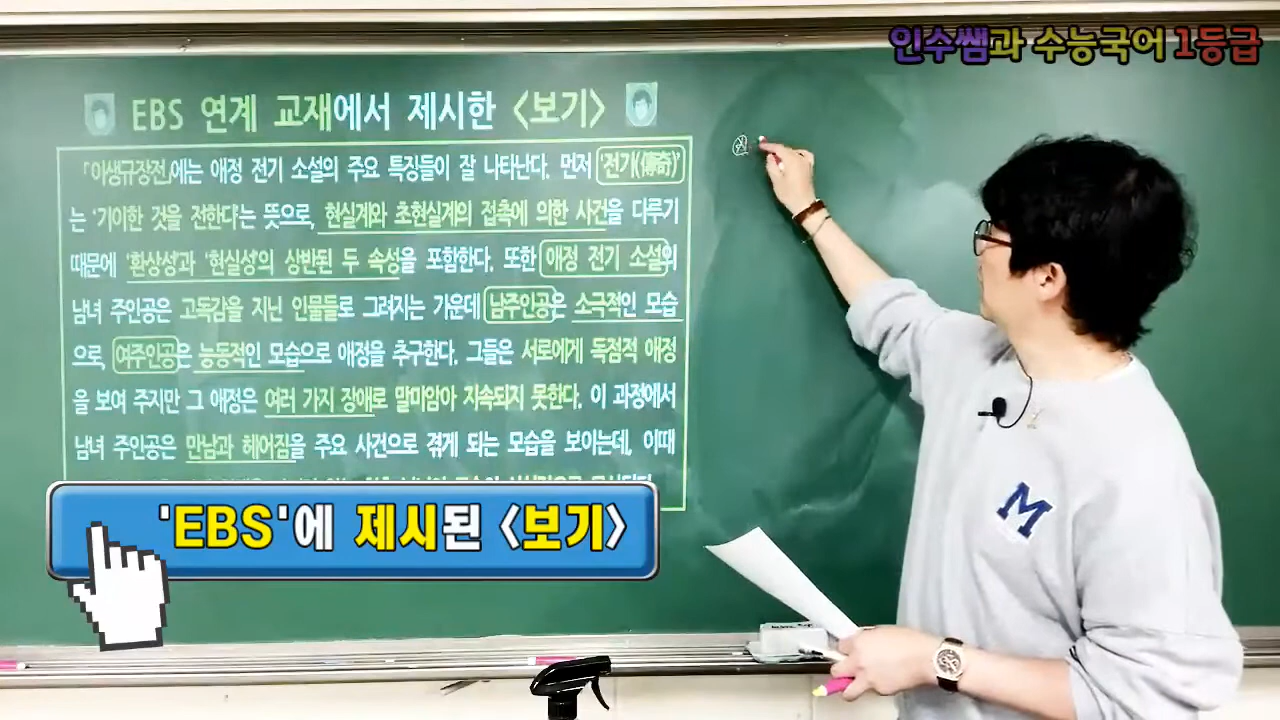 인수쌤과 수능국어 1등급
EBS 연계 교재에서 제시한 <보기>
「이생규장전」에는 애정 전기 소설의 주요 특징들이 잘 나타난다. 먼저 '전기(傳奇)'
는 '기이한 것을 전한다'는 뜻으로, 현실계와 초현실계의 접촉에 의한 사건을 다루기
때문에 '환상성'과 '현실성'의 상반된 두 속성을 포함한다. 또한 애정 전기 소설의
남녀 주인공은 고독감을 지닌 인물들로 그려지는 가운데 남주인공은 소극적인 모습
으로, 여주인공은 능동적인 모습으로 애정을 추구한다. 그들은 서로에게 독점적 애정
을 보여 주지만 그 애정은 여러 가지 장애로 말미암아 지속되지 못한다. 이 과정에서
남녀 주인공은 만남과 헤어짐을 주요 사건으로 겪게 되는 모습을 보이는데, 이때
'EBS'에 제시된 <보기>
M